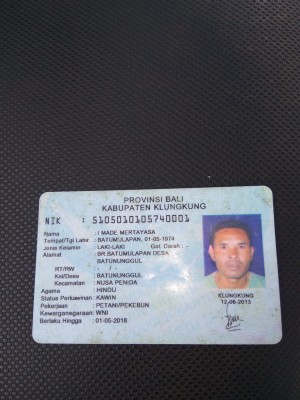 PROVINSI BALI
KABUPATEN KLUNGKUNG
NIK : 5105010105740001
Nama : I MADE MERTAYASA
Tempat/Tgl Lahir : BATUMULAPAN, 01-05-1974
Jenis Kelamin : LAKI-LAKI Gol. Darah : -
Alamat : BR.BATUMULAPAN DESA
BATUNUNGGUL
RT/RW : - / -
Kel/Desa : BATUNUNGGUL
Kecamatan : NUSA PENIDA
Agama : HINDU
Status Perkawinan : KAWIN
Pekerjaan : PETANI/PEKEBUN
Kewarganegaraan : WNI
Berlaku Hingga : 01-05-2018
KLUNGKUNG
12-06-2013